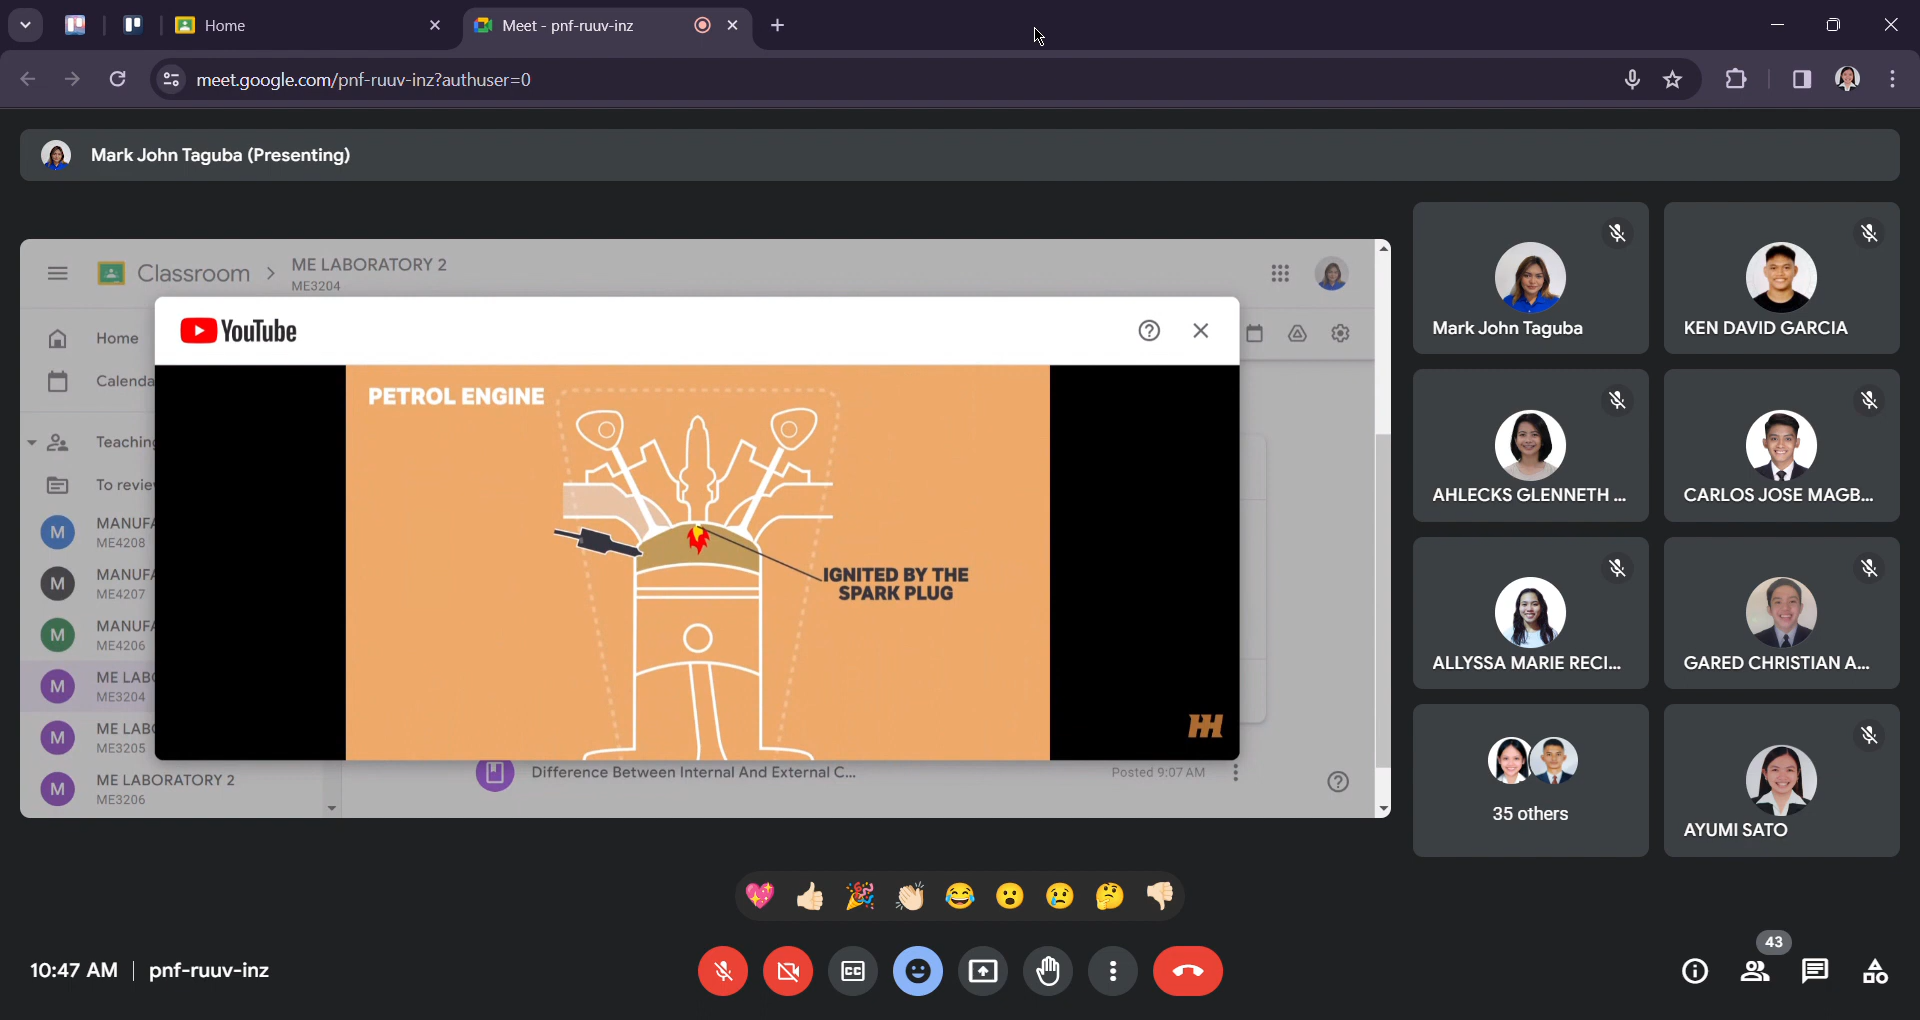 Home
Meet - pnf-ruuv-inz
meet.google.com/pnf-ruuv-inz?authuser=0
Mark John Taguba (Presenting)
Classroom > ME LABORATORY 2
ME3204
Home
Calenda
Teaching
To revie
MANUFA
ME4208
MANUFA
ME4207
MANUFA
ME4206
ME LAB
ME3204
ME LAB
ME3205
ME LABORATORY 2
ME3206
M
M
M
M
M
M
YouTube
PETROL ENGINE
IGNITED BY THE
SPARK PLUG
Difference Between Internal And External C...
Posted 9:07 AM
Mark John Taguba
KEN DAVID GARCIA
AHLECKS GLENNETH ...
CARLOS JOSE MAGB...
ALLYSSA MARIE RECI...
GARED CHRISTIAN A...
35 others
AYUMI SATO
10:47 AM | pnf-ruuv-inz
CC
43